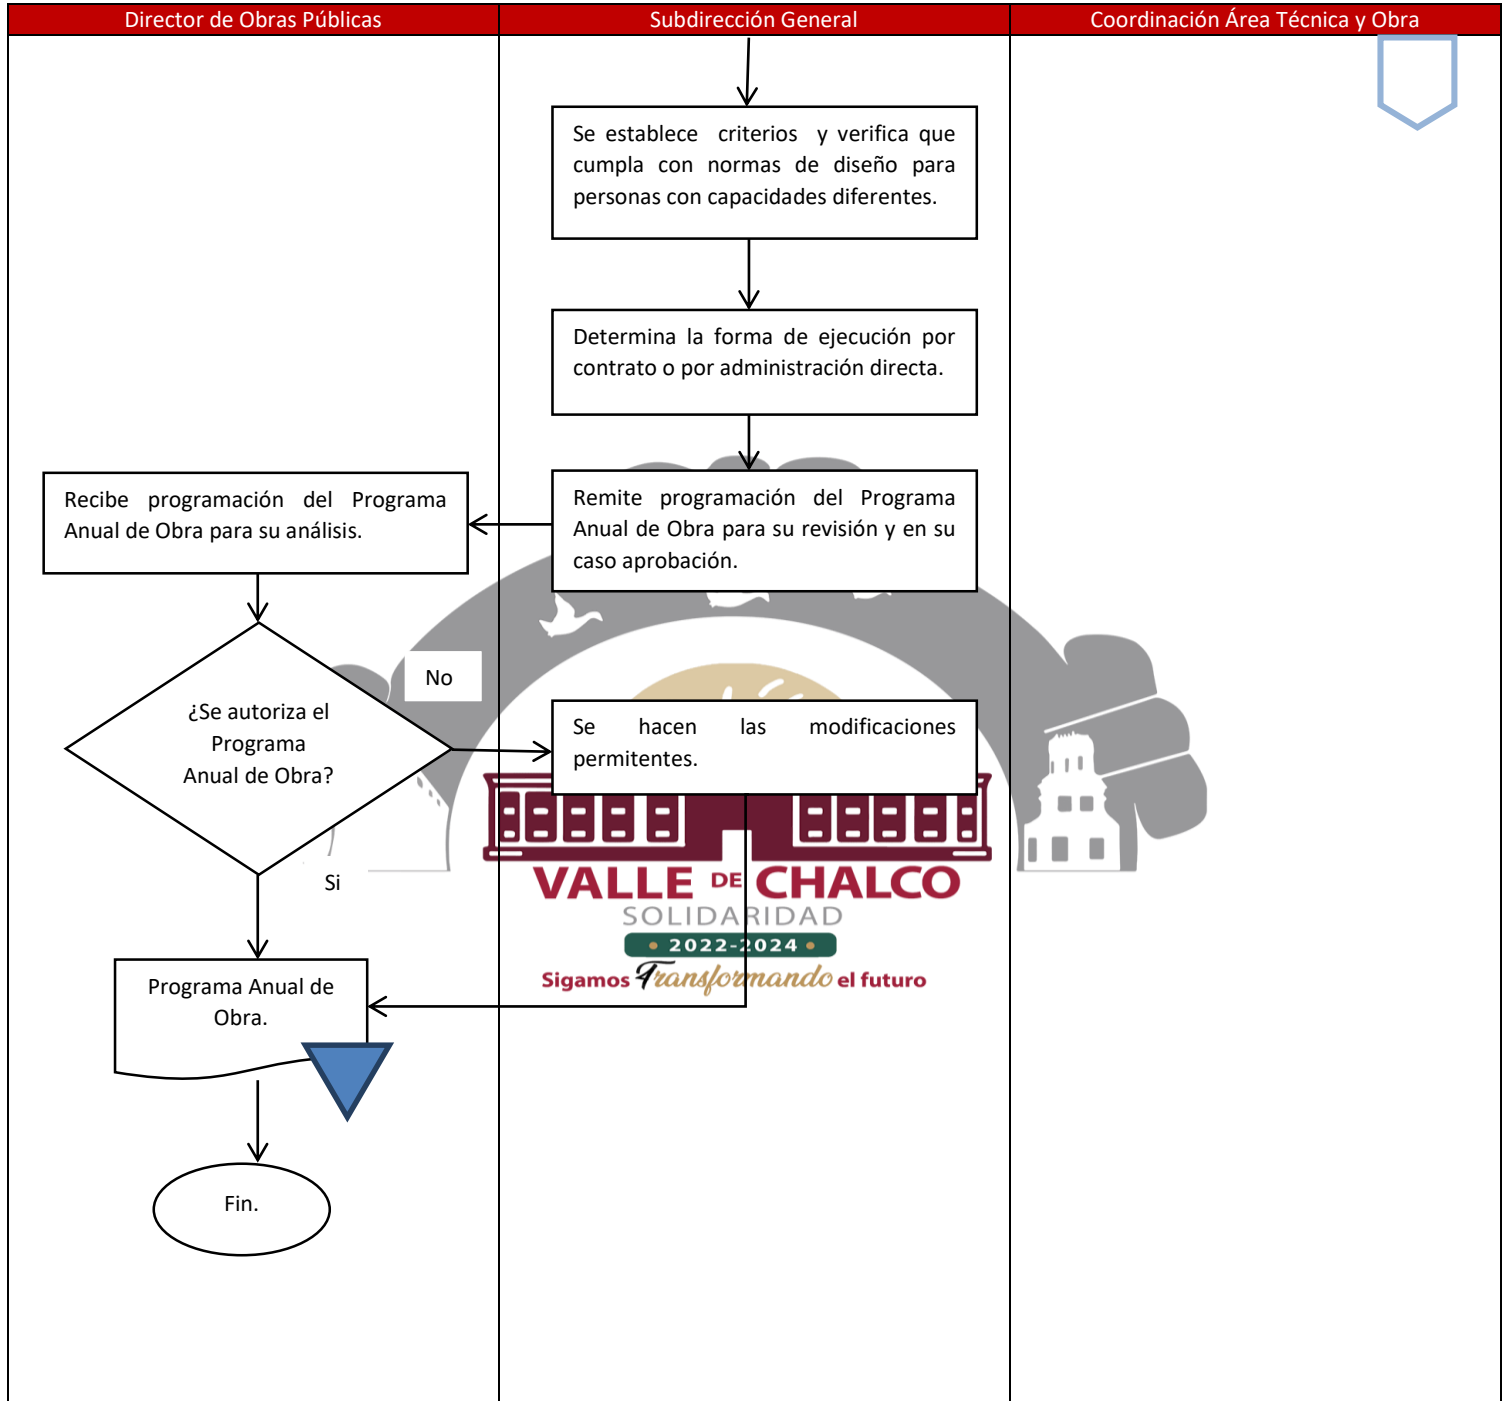 Director de Obras Públicas
Subdirección General
Coordinación Área Técnica y Obra
Se establece criterios y verifica que
cumpla con normas de diseño para
personas con capacidades diferentes.
Determina la forma de ejecución por
contrato o por administración directa.
Remite programación del Programa
Anual de Obra para su revisión y en su
caso aprobación.
Recibe programación del Programa
Anual de Obra para su análisis.
¿Se autoriza el
Programa
Anual de Obra?
No
Se hacen las modificaciones
permitentes.
Si
VALLE DE CHALCO
SOLIDARIDAD
2022-2024
Sigamos Transformando el futuro
Programa Anual de
Obra.
Fin.